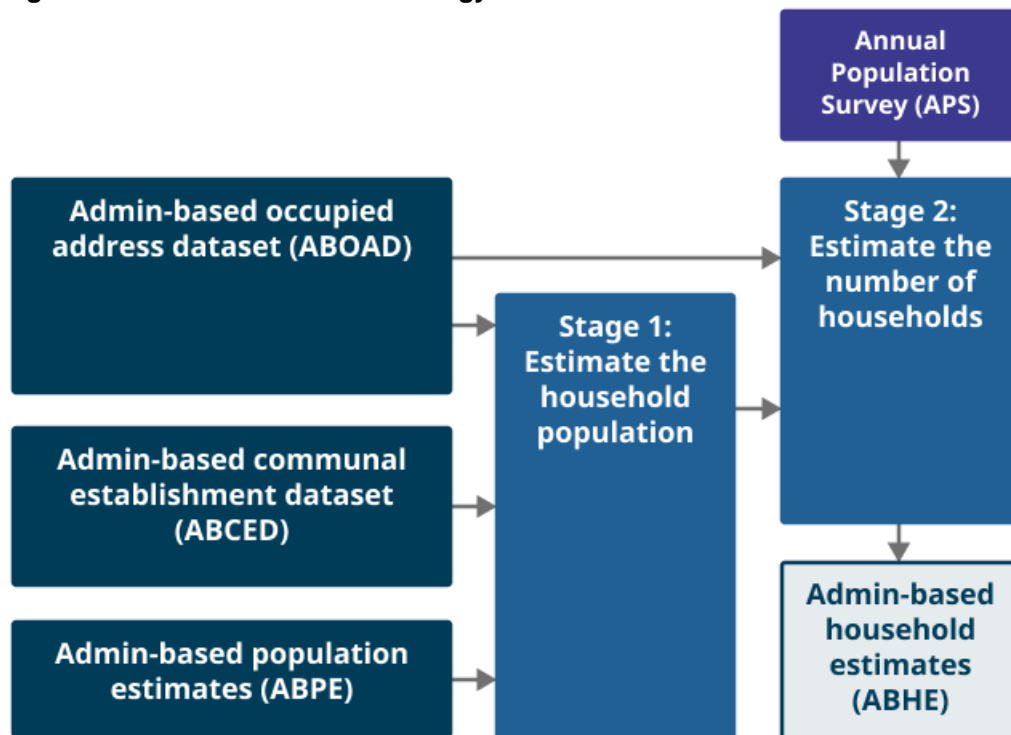 Annual
Population
Survey (APS)
Admin-based occupied
address dataset (ABOAD)
Stage 2:
Estimate the
number of
households
Stage 1:
Estimate the
household
population
Admin-based communal
establishment dataset
(ABCED)
Admin-based household
estimates
(ABHE)
Admin-based population
estimates (ABPE)